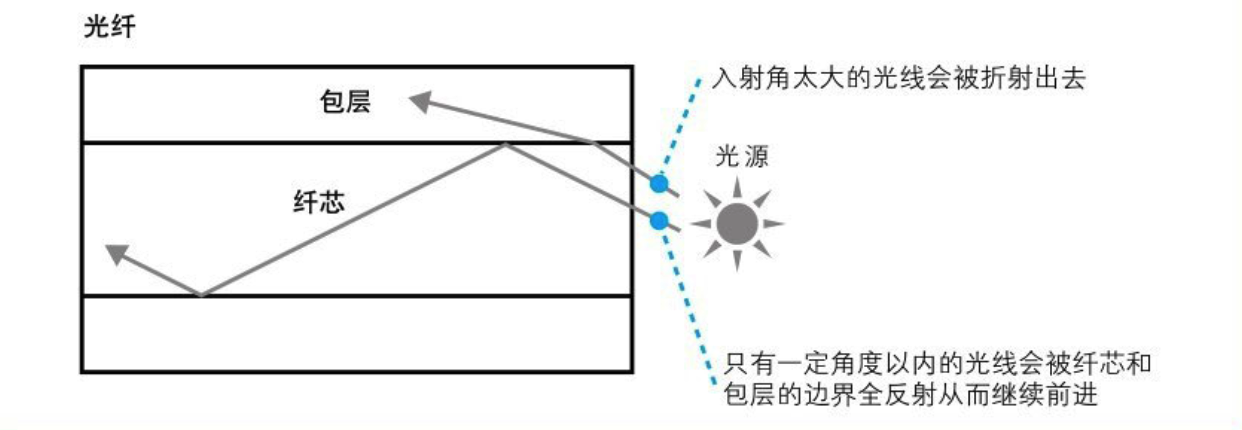 光纤
入射角太大的光线会被折射出去
包层
光源
纤芯
只有一定角度以内的光线会被纤芯和
包层的边界全反射从而继续前进